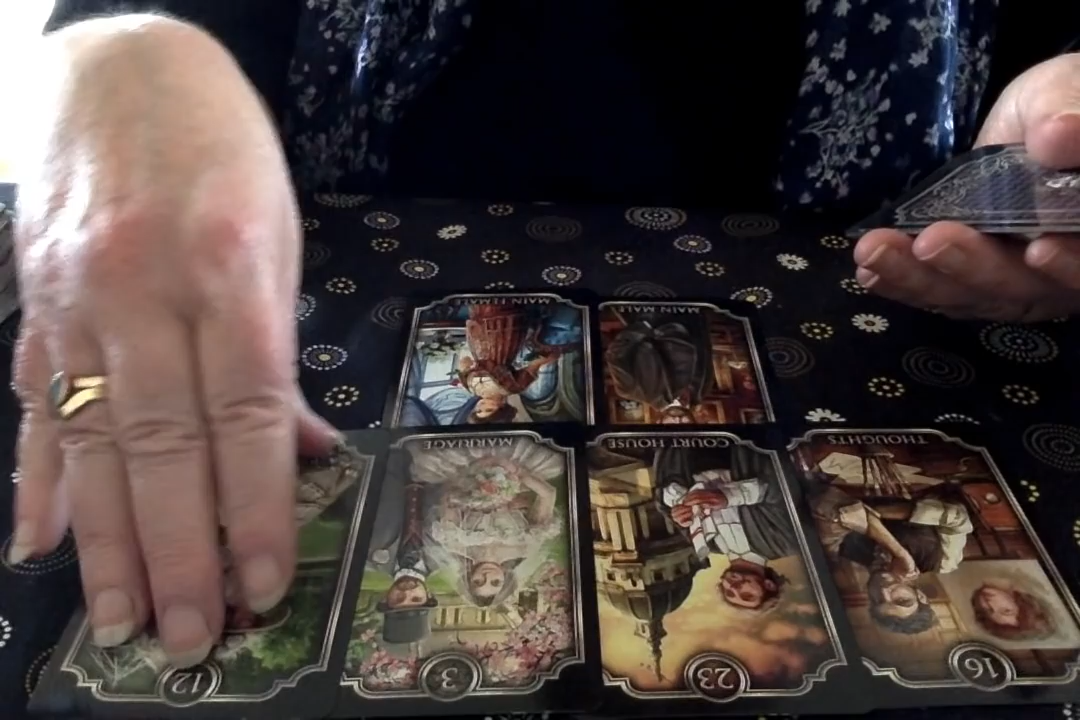 MAIN FEMALE
MAIN MALE
MARRIAGE
COURT HOUSE
THOUGHTS
12
3
23
16